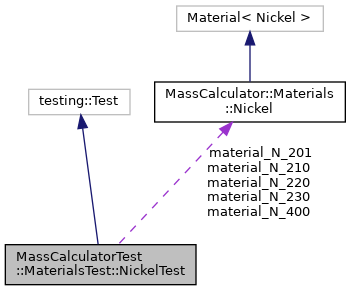 Material< Nickel >
testing::Test
MassCalculator::Materials
::Nickel
material_N_201
material_N_210
material_N_220
material_N_230
material_N_400
MassCalculatorTest
::MaterialsTest::NickelTest